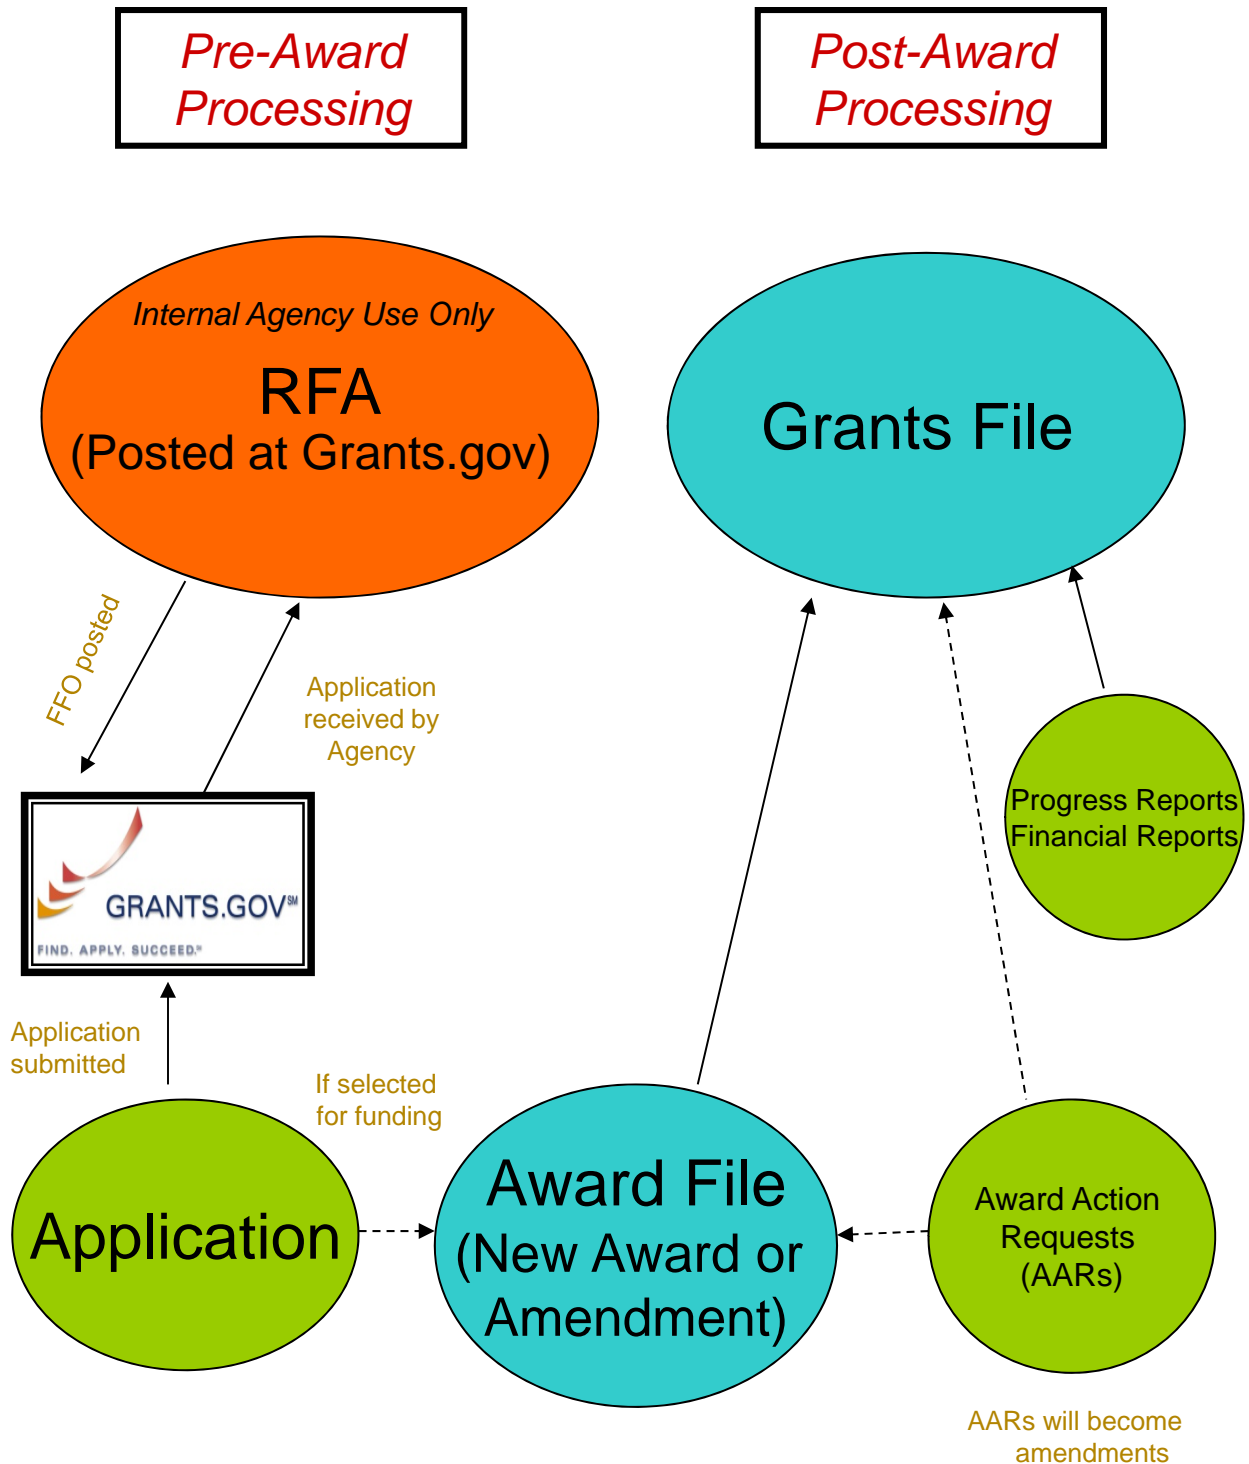 Pre-Award
Processing
Post-Award
Processing
Internal Agency Use Only
RFA
(Posted at Grants.gov)
Grants File
FFO posted
Application
received by
Agency
Progress Reports
Financial Reports
GRANTS.GOV℠
FIND. APPLY. SUCCEED.℠
Application
submitted
If selected
for funding
Application
Award File
(New Award or
Amendment)
Award Action
Requests
(AARs)
AARs will become
amendments